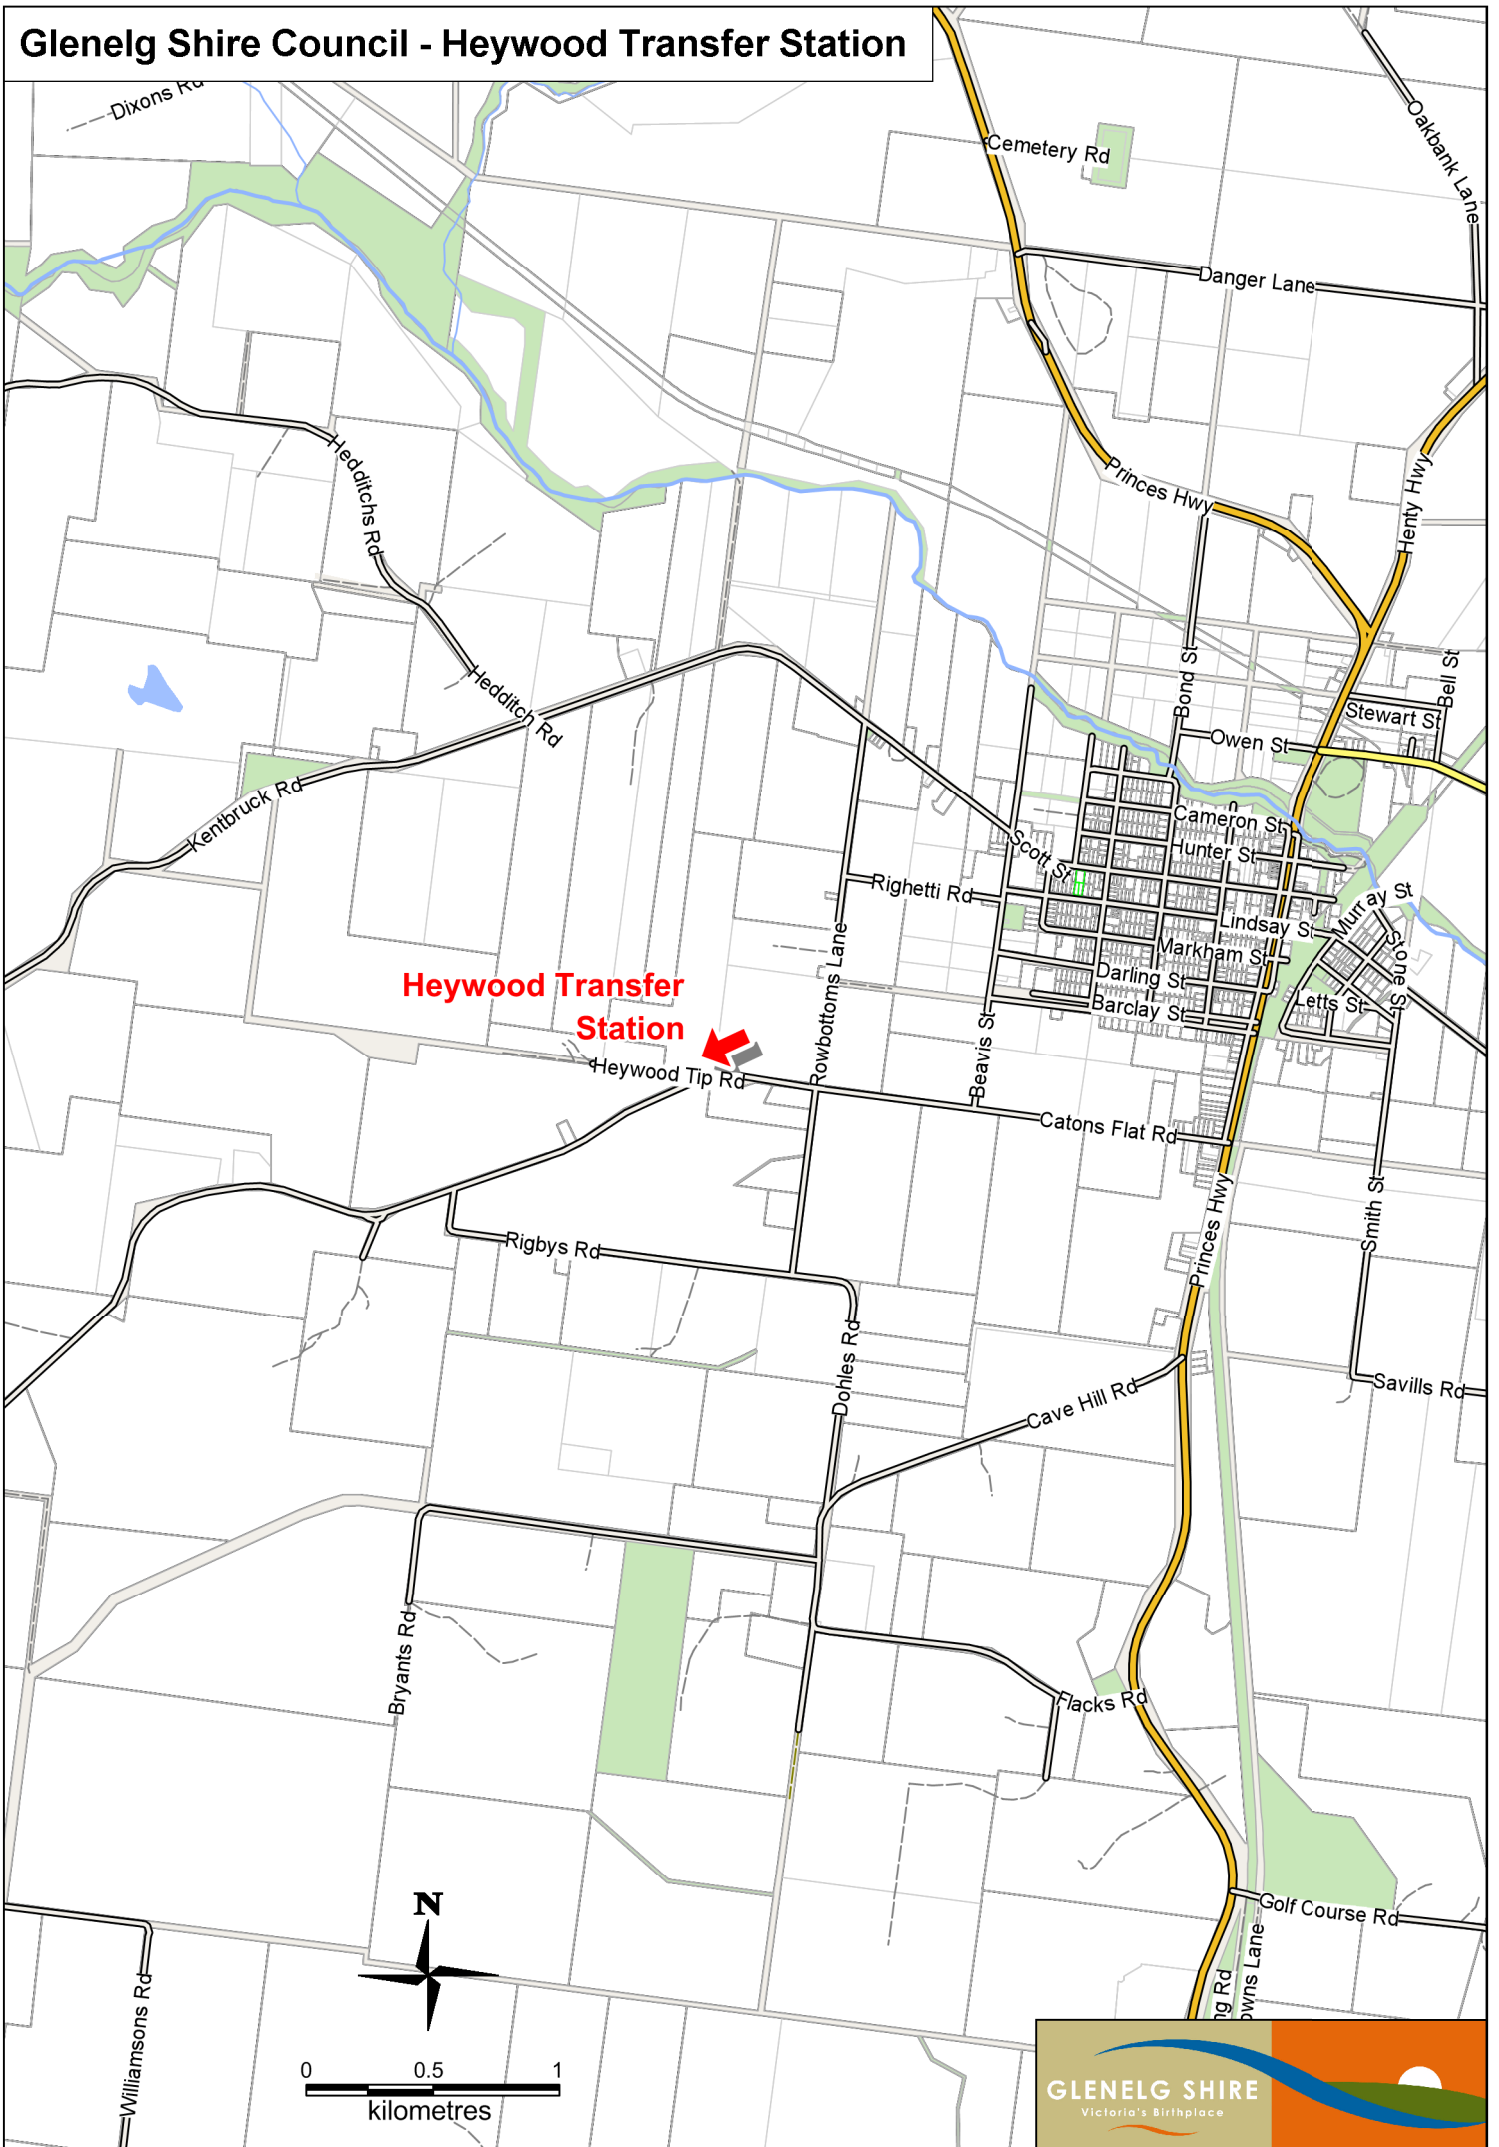 Glenelg Shire Council - Heywood Transfer Station
Dixons Rd
Cemetery Rd
Oakbank Lane
Danger Lane
Hedditchs Rd
Princes Hwy
Henty Hwy
Hedditch Rd
Bond St
Bell St
Stewart St
Owen St
Kentbruck Rd
Cameron St
Scott St
Hunter St
Righetti Rd
Murray St
Lindsay St
Stone St
Markham St
Rowbottoms Lane
Darling St
Heywood Transfer
Station
Letts St
Barclay St
Beavis St
Heywood Tip Rd
Catons Flat Rd
Smith St
Princes Hwy
Rigbys Rd
Dohles Rd
Cave Hill Rd
Savills Rd
Bryants Rd
Flacks Rd
N
Golf Course Rd
ng Rd
owns Lane
Williamsons Rd
0 0.5 1
kilometres
GLENELG SHIRE
Victoria's Birthplace